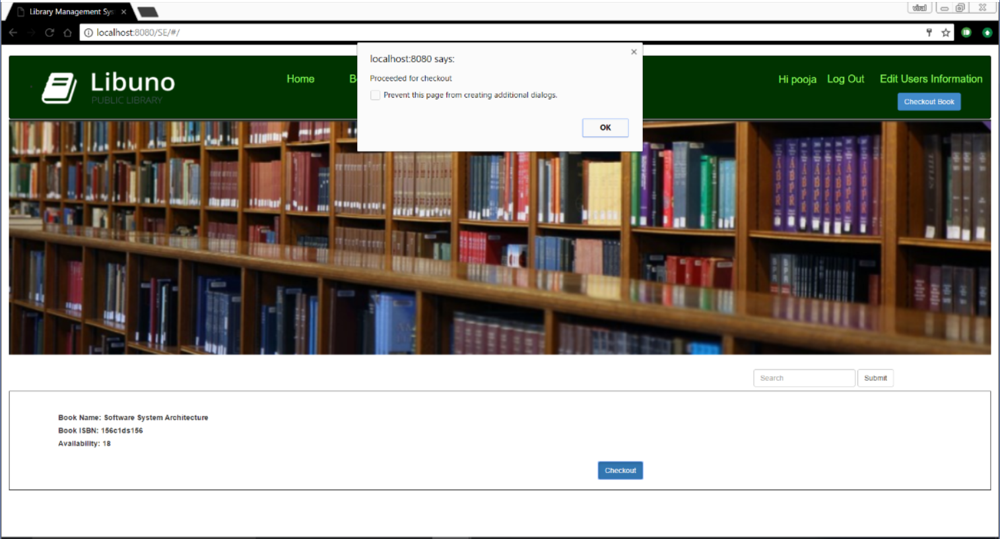 Library Management Sys
viral
localhost:8080/SE/#/
localhost:8080 says:
Proceeded for checkout
Prevent this page from creating additional dialogs.
OK
Libuno
PUBLIC LIBRARY
Home
Hi pooja Log Out Edit Users Information
Checkout Book
Search Submit
Book Name: Software System Architecture
Book ISBN: 156c1ds156
Availability: 18
Checkout